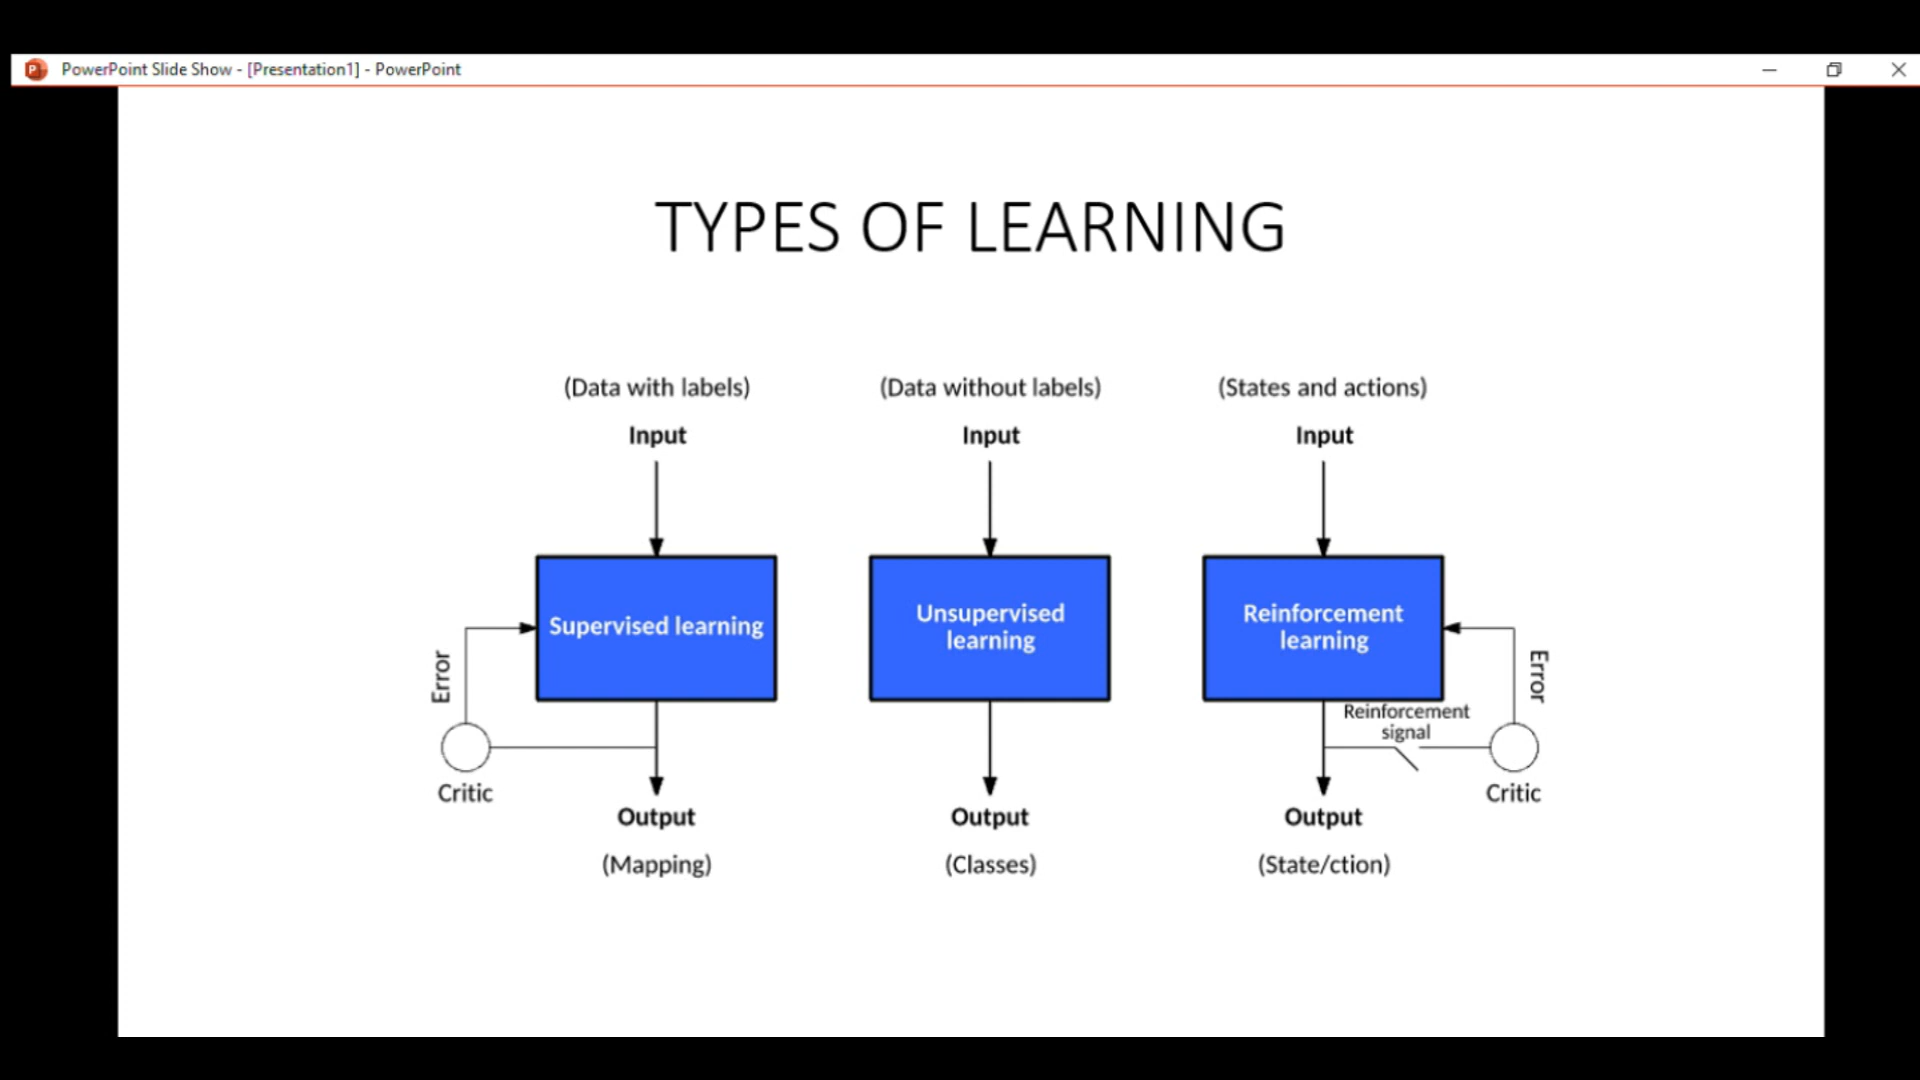 PowerPoint Slide Show - [Presentation1] - PowerPoint
TYPES OF LEARNING
(Data with labels)
Input
Supervised learning
Error
Critic
Output
(Mapping)
(Data without labels)
Input
Unsupervised
learning
Output
(Classes)
(States and actions)
Input
Reinforcement
learning
Reinforcement
signal
Error
Critic
Output
(State/ction)